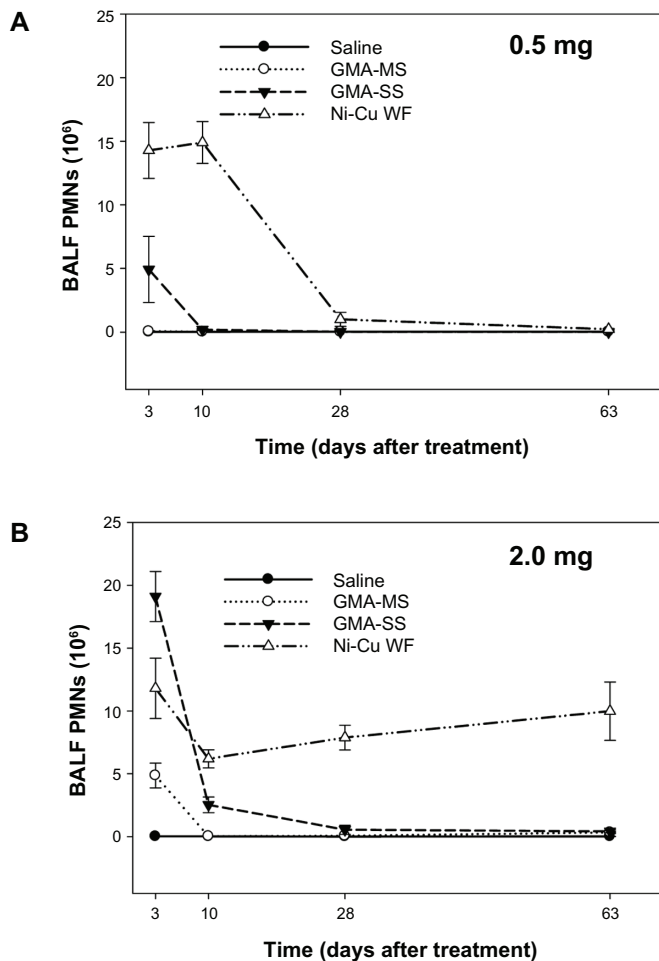 A
0.5 mg
Saline
GMA-MS
GMA-SS
Ni-Cu WF
BALF PMNs (10⁶)
25
20
15
10
5
0
3 10 28 63
Time (days after treatment)
B
2.0 mg
Saline
GMA-MS
GMA-SS
Ni-Cu WF
BALF PMNs (10⁶)
25
20
15
10
5
0
3 10 28 63
Time (days after treatment)